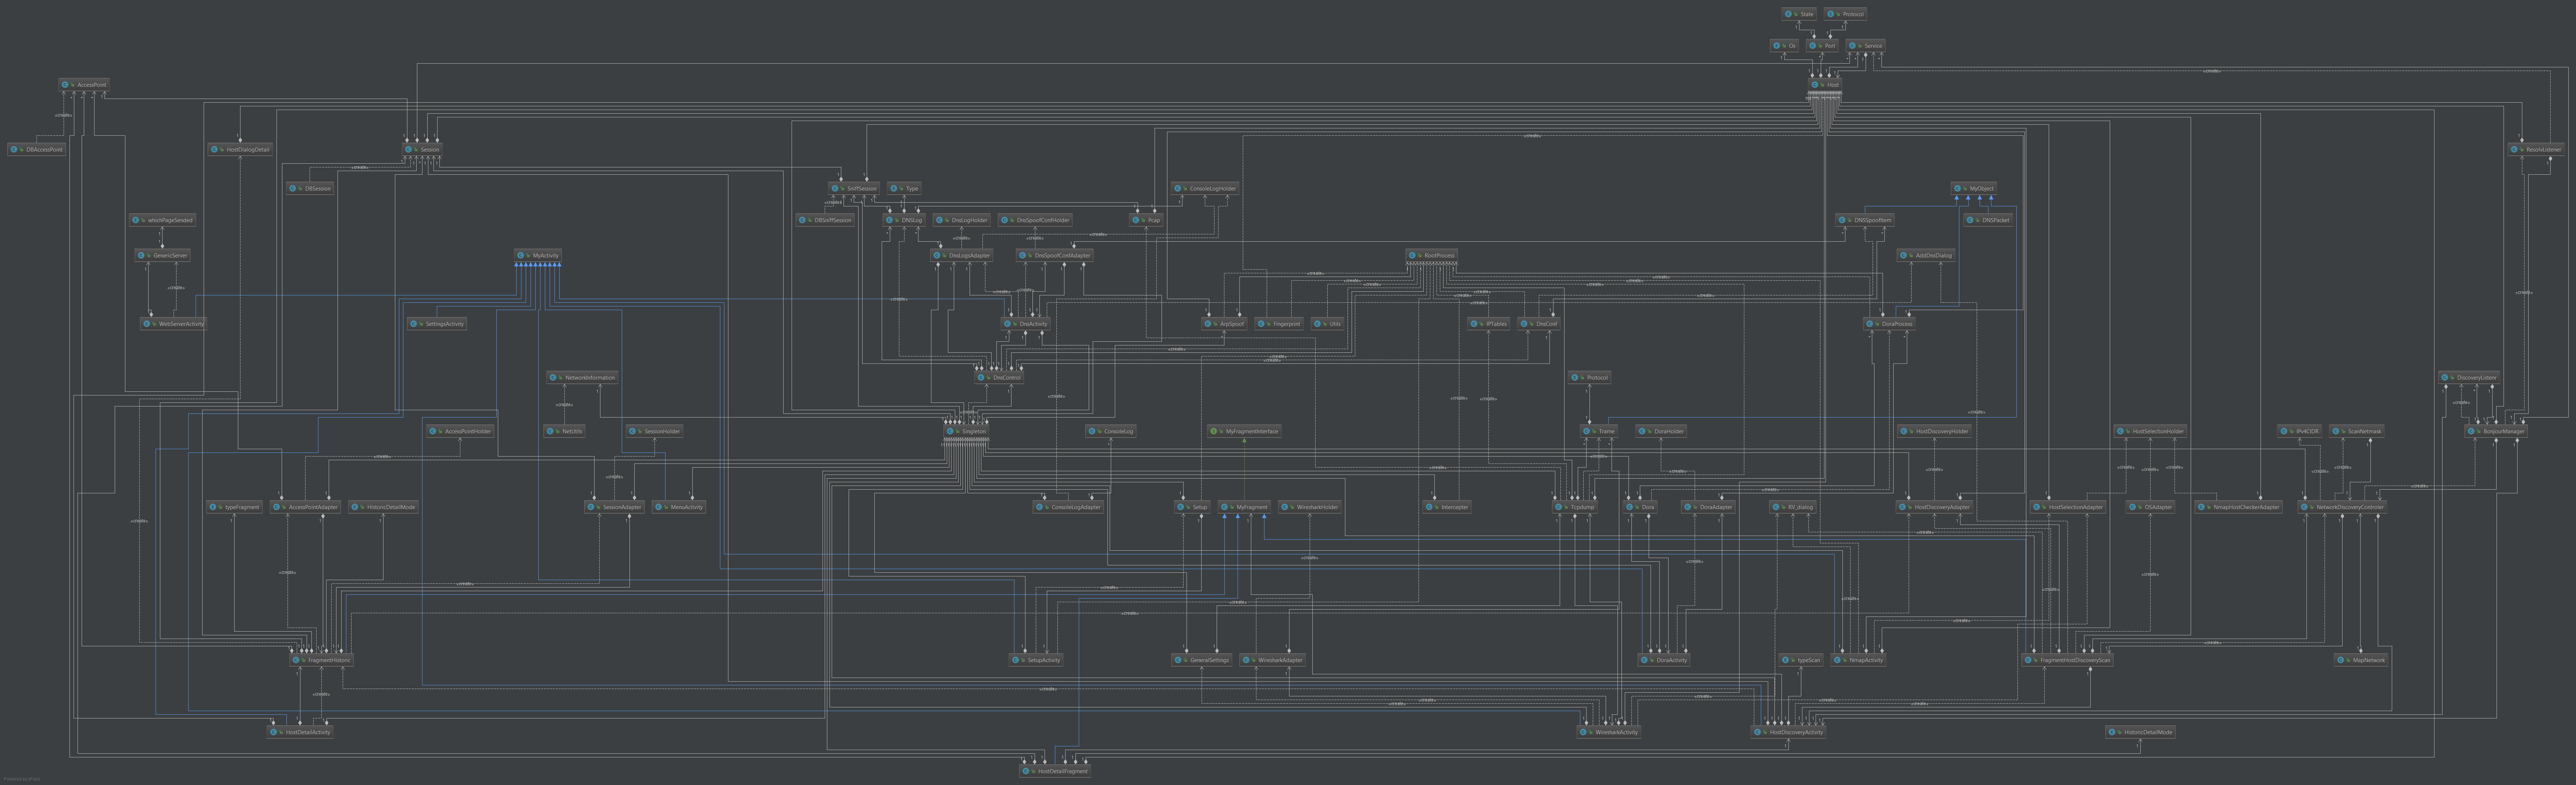 State
Protocol
Os
Port
Service
AccessPoint
Host
DBAccessPoint
HostDialogDetail
Session
ResolvListener
DBSession
SniffSession
Type
ConsoleLogHolder
MyObject
whichPageSended
DBSniffSession
DNSLog
DnsLogHolder
DnsSpoofConfHolder
Pcap
DNSSpoofItem
DNSPacket
GenericServer
MyActivity
DnsLogsAdapter
DnsSpoofConfAdapter
RootProcess
AddDnsDialog
WebServerActivity
SettingsActivity
DnsActivity
ArpSpoof
Fingerprint
Utils
IPTables
DnsConf
DoraProcess
NetworkInformation
DnsControl
Protocol
DiscoveryListenr
AccessPointHolder
NetUtils
SessionHolder
Singleton
ConsoleLog
MyFragmentInterface
Trame
DoraHolder
HostDiscoveryHolder
HostSelectionHolder
IPv4CIDR
ScanNetmask
BonjourManager
typeFragment
AccessPointAdapter
HistoricDetailMode
SessionAdapter
MenuActivity
ConsoleLogAdapter
Setup
MyFragment
WiresharkHolder
Intercepter
Tcpdump
Dora
DoraAdapter
RV_dialog
HostDiscoveryAdapter
HostSelectionAdapter
OSAdapter
NmapHostCheckerAdapter
NetworkDiscoveryControler
FragmentHistoric
SetupActivity
GeneralSettings
WiresharkAdapter
DoraActivity
typeScan
NmapActivity
FragmentHostDiscoveryScan
MapNetwork
HostDetailActivity
WiresharkActivity
HostDiscoveryActivity
HistoricDetailMode
HostDetailFragment
Powered by yFiles